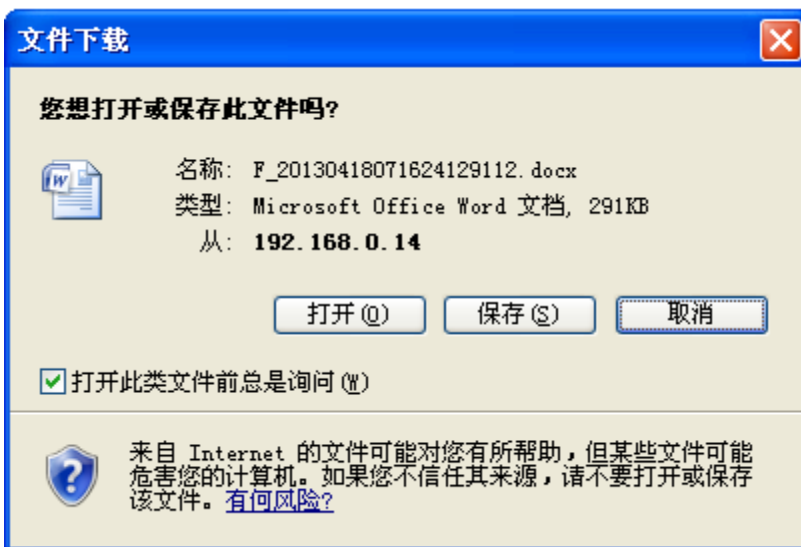 文件下载
您想打开或保存此文件吗?
名称: F_20130418071624129112.docx
类型: Microsoft Office Word 文档, 291KB
从: 192.168.0.14
打开(O) 保存(S) 取消
打开此类文件前总是询问(W)
来自 Internet 的文件可能对您有所帮助,但某些文件可能
危害您的计算机。如果您不信任其来源,请不要打开或保存
该文件。有何风险?